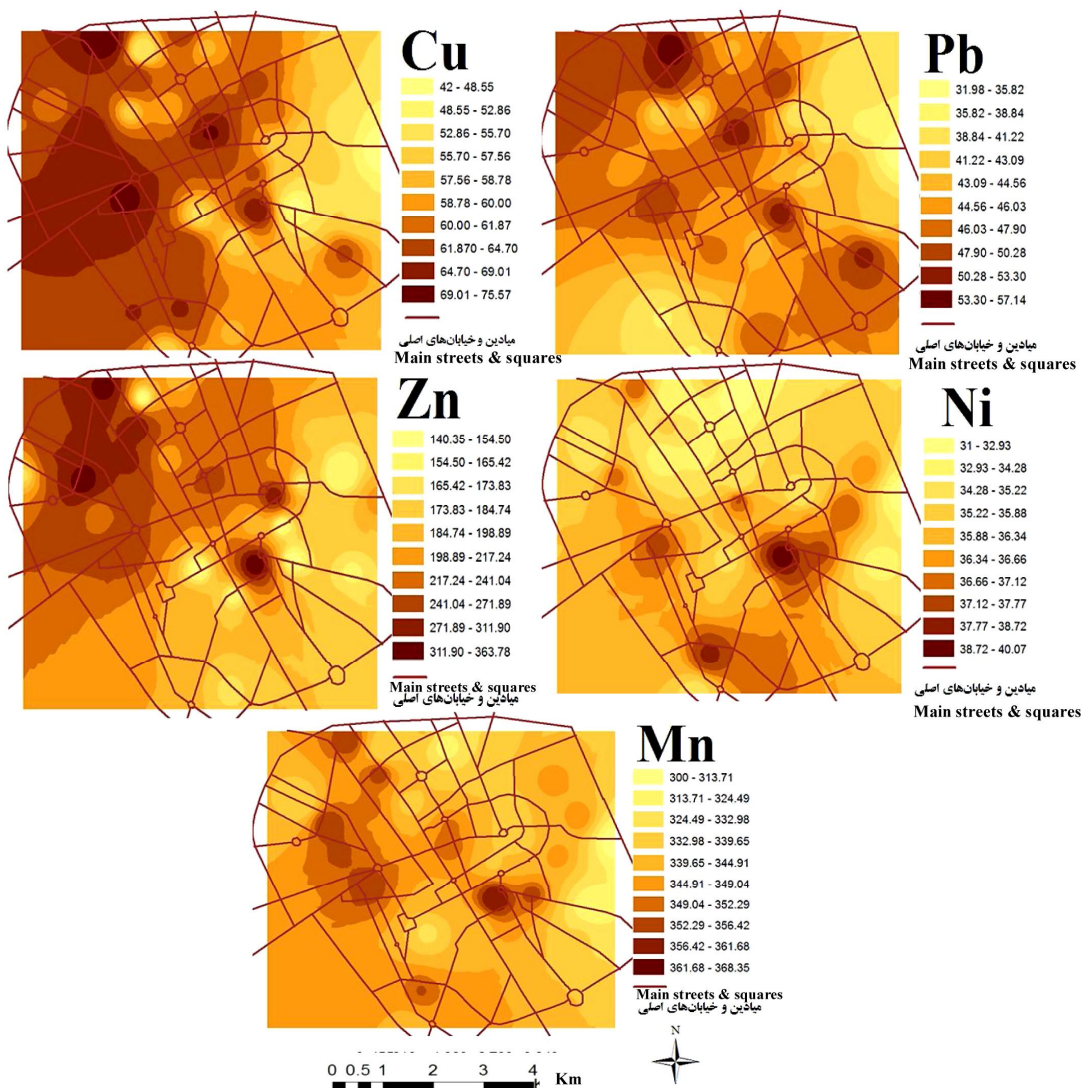 Cu
42 - 48.55
48.55 - 52.86
52.86 - 55.70
55.70 - 57.56
57.56 - 58.78
58.78 - 60.00
60.00 - 61.87
61.870 - 64.70
64.70 - 69.01
69.01 - 75.57
میادین و خیابان‌های اصلی
Main streets & squares
Pb
31.98 - 35.82
35.82 - 38.84
38.84 - 41.22
41.22 - 43.09
43.09 - 44.56
44.56 - 46.03
46.03 - 47.90
47.90 - 50.28
50.28 - 53.30
53.30 - 57.14
میادین و خیابان‌های اصلی
Main streets & squares
Zn
140.35 - 154.50
154.50 - 165.42
165.42 - 173.83
173.83 - 184.74
184.74 - 198.89
198.89 - 217.24
217.24 - 241.04
241.04 - 271.89
271.89 - 311.90
311.90 - 363.78
Main streets & squares
میادین و خیابان‌های اصلی
Ni
31 - 32.93
32.93 - 34.28
34.28 - 35.22
35.22 - 35.88
35.88 - 36.34
36.34 - 36.66
36.66 - 37.12
37.12 - 37.77
37.77 - 38.72
38.72 - 40.07
میادین و خیابان‌های اصلی
Main streets & squares
Mn
300 - 313.71
313.71 - 324.49
324.49 - 332.98
332.98 - 339.65
339.65 - 344.91
344.91 - 349.04
349.04 - 352.29
352.29 - 356.42
356.42 - 361.68
361.68 - 368.35
Main streets & squares
میادین و خیابان‌های اصلی
N
0 0.5 1 2 3 4 Km